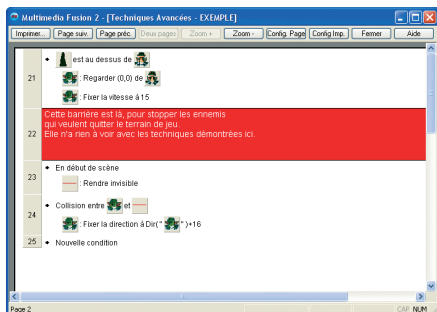 Multimedia Fusion 2 - [Techniques Avancées - EXEMPLE]
Imprimer... Page suiv. Page préc. Deux pages Zoom + Zoom - Config. Page Config Imp. Fermer Aide
est au dessus de
21
: Regarder (0,0) de
: Fixer la vitesse à 15
Cette barrière est là, pour stopper les ennemis
qui veulent quitter le terrain de jeu.
22
Elle n'a rien à voir avec les techniques démontrées ici.
En début de scène
23
: Rendre invisible
Collision entre et
24
: Fixer la direction à Dir( " " )+16
25 Nouvelle condition
Page 2 CAP NUM